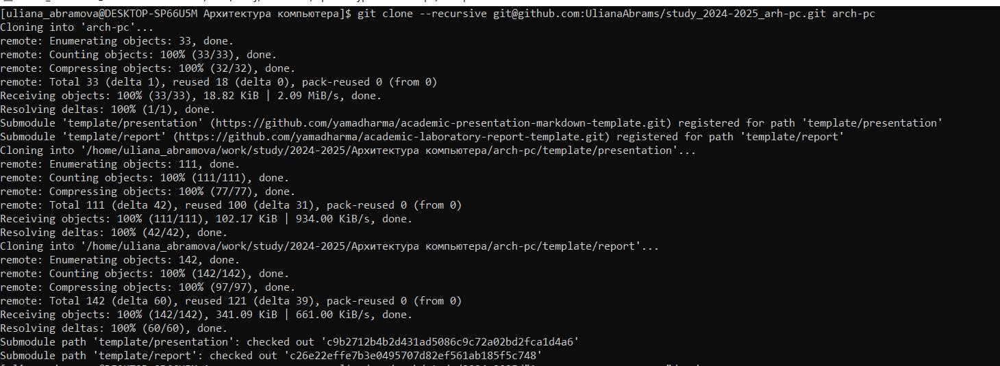 [uliana_abramova@DESKTOP-SP66U5M Архитектура компьютера]$ git clone --recursive git@github.com:UlianaAbrams/study_2024-2025_arh-pc.git arch-pc
Cloning into 'arch-pc'...
remote: Enumerating objects: 33, done.
remote: Counting objects: 100% (33/33), done.
remote: Compressing objects: 100% (32/32), done.
remote: Total 33 (delta 1), reused 18 (delta 0), pack-reused 0 (from 0)
Receiving objects: 100% (33/33), 18.82 KiB | 2.09 MiB/s, done.
Resolving deltas: 100% (1/1), done.
Submodule 'template/presentation' (https://github.com/yamadharma/academic-presentation-markdown-template.git) registered for path 'template/presentation'
Submodule 'template/report' (https://github.com/yamadharma/academic-laboratory-report-template.git) registered for path 'template/report'
Cloning into '/home/uliana_abramova/work/study/2024-2025/Архитектура компьютера/arch-pc/template/presentation'...
remote: Enumerating objects: 111, done.
remote: Counting objects: 100% (111/111), done.
remote: Compressing objects: 100% (77/77), done.
remote: Total 111 (delta 42), reused 100 (delta 31), pack-reused 0 (from 0)
Receiving objects: 100% (111/111), 102.17 KiB | 934.00 KiB/s, done.
Resolving deltas: 100% (42/42), done.
Cloning into '/home/uliana_abramova/work/study/2024-2025/Архитектура компьютера/arch-pc/template/report'...
remote: Enumerating objects: 142, done.
remote: Counting objects: 100% (142/142), done.
remote: Compressing objects: 100% (97/97), done.
remote: Total 142 (delta 60), reused 121 (delta 39), pack-reused 0 (from 0)
Receiving objects: 100% (142/142), 341.09 KiB | 661.00 KiB/s, done.
Resolving deltas: 100% (60/60), done.
Submodule path 'template/presentation': checked out 'c9b2712b4b2d431ad5086c9c72a02bd2fca1d4a6'
Submodule path 'template/report': checked out 'c26e22effe7b3e0495707d82ef561ab185f5c748'